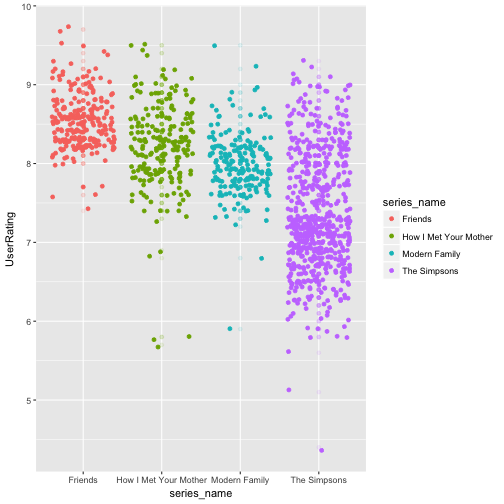 10
9
8
7
6
5
UserRating
Friends
How I Met Your Mother
Modern Family
The Simpsons
series_name
series_name
Friends
How I Met Your Mother
Modern Family
The Simpsons